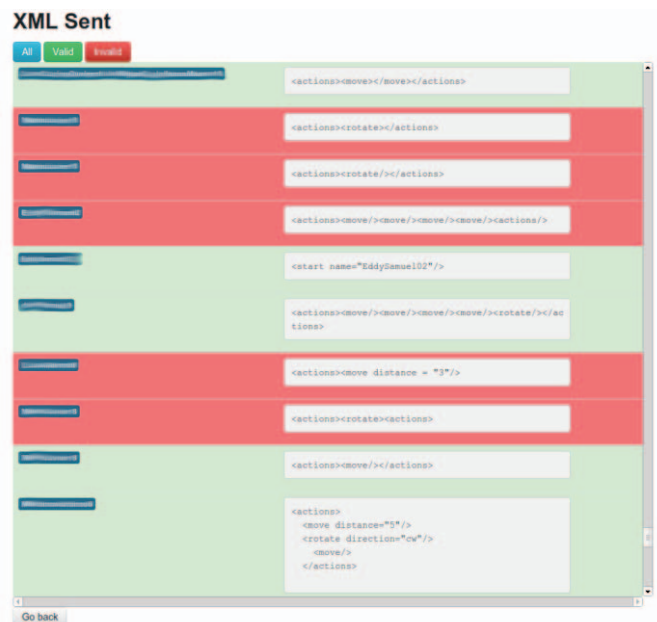 XML Sent
All Valid Invalid
<actions><move></move></actions>
<actions><rotate></actions>
<actions><rotate/></actions>
<actions><move/><move/><move/><move/><actions/>
<start name="EddySamuel02"/>
<actions><move/><move/><move/><move/><rotate/></ac
tions>
<actions><move distance = "3"/>
<actions><rotate><actions>
<actions><move/></actions>
<actions>
<move distance="5"/>
<rotate direction="cw"/>
<move/>
</actions>
Go back